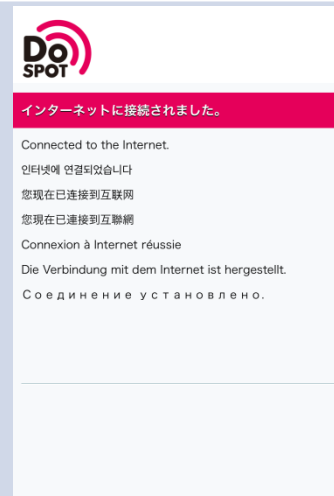 Do
SPOT
インターネットに接続されました。
Connected to the Internet.
인터넷에 연결되었습니다
您现在已连接到互联网
您現在已連接到互聯網
Connexion à Internet réussie
Die Verbindung mit dem Internet ist hergestellt.
Соединение установлено.